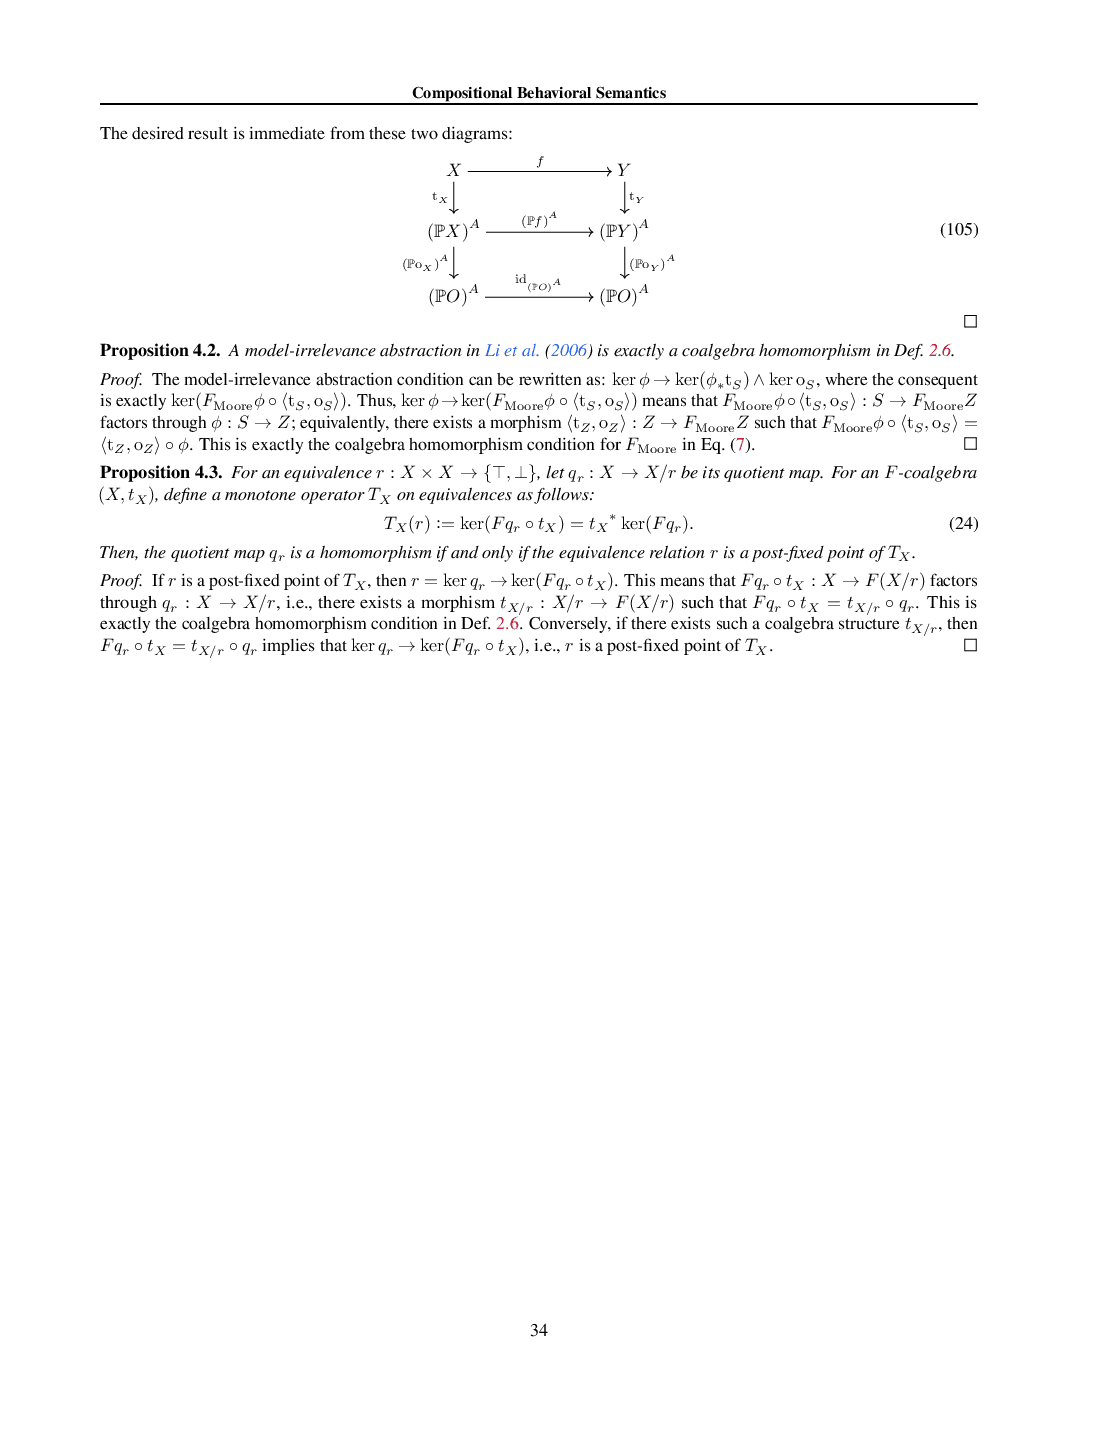 Compositional Behavioral Semantics
The desired result is immediate from these two diagrams:
X f Y
t_X t_Y
(ℙX)^A (ℙf)^A (ℙY)^A (105)
(ℙo_X)^A (ℙo_Y)^A
(ℙO)^A id_{(ℙO)^A} (ℙO)^A
□
Proposition 4.2. A model-irrelevance abstraction in Li et al. (2006) is exactly a coalgebra homomorphism in Def. 2.6.
Proof. The model-irrelevance abstraction condition can be rewritten as: ker ϕ → ker(ϕ_*t_S) ∧ ker o_S, where the consequent
is exactly ker(F_Moore ϕ ∘ ⟨t_S, o_S⟩). Thus, ker ϕ → ker(F_Moore ϕ ∘ ⟨t_S, o_S⟩) means that F_Moore ϕ ∘ ⟨t_S, o_S⟩ : S → F_Moore Z
factors through ϕ : S → Z; equivalently, there exists a morphism ⟨t_Z, o_Z⟩ : Z → F_Moore Z such that F_Moore ϕ ∘ ⟨t_S, o_S⟩ =
⟨t_Z, o_Z⟩ ∘ ϕ. This is exactly the coalgebra homomorphism condition for F_Moore in Eq. (7). □
Proposition 4.3. For an equivalence r : X × X → {⊤, ⊥}, let q_r : X → X/r be its quotient map. For an F-coalgebra
(X, t_X), define a monotone operator T_X on equivalences as follows:
T_X(r) := ker(Fq_r ∘ t_X) = t_X^* ker(Fq_r). (24)
Then, the quotient map q_r is a homomorphism if and only if the equivalence relation r is a post-fixed point of T_X.
Proof. If r is a post-fixed point of T_X, then r = ker q_r → ker(Fq_r ∘ t_X). This means that Fq_r ∘ t_X : X → F(X/r) factors
through q_r : X → X/r, i.e., there exists a morphism t_{X/r} : X/r → F(X/r) such that Fq_r ∘ t_X = t_{X/r} ∘ q_r. This is
exactly the coalgebra homomorphism condition in Def. 2.6. Conversely, if there exists such a coalgebra structure t_{X/r}, then
Fq_r ∘ t_X = t_{X/r} ∘ q_r implies that ker q_r → ker(Fq_r ∘ t_X), i.e., r is a post-fixed point of T_X. □
34